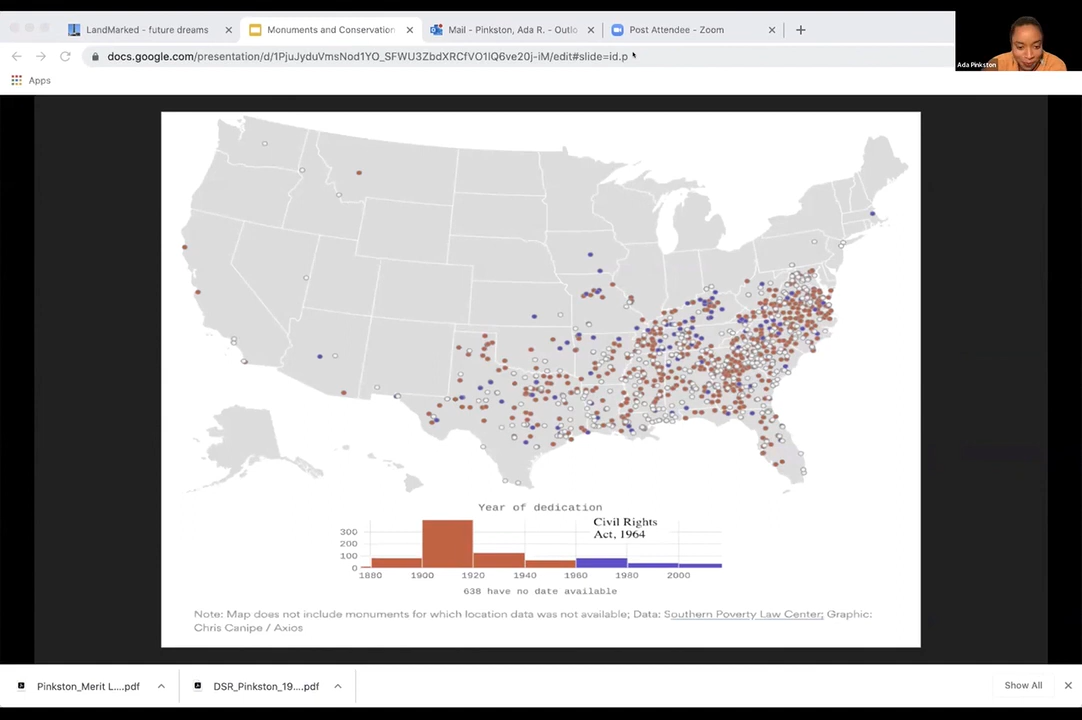 LandMarked - future dreams
Monuments and Conservation
Mail - Pinkston, Ada R. - Outlo
Post Attendee - Zoom
docs.google.com/presentation/d/1PjuJyduVmsNod1YO_SFWU3ZbdXRCfVO1lQ6ve20j-iM/edit#slide=id.p
Ada Pinkston
Apps
Year of dedication
Civil Rights
Act, 1964
300
200
100
0
1880 1900 1920 1940 1960 1980 2000
638 have no date available
Note: Map does not include monuments for which location data was not available; Data: Southern Poverty Law Center; Graphic:
Chris Canipe / Axios
Pinkston_Merit L....pdf
DSR_Pinkston_19....pdf
Show All